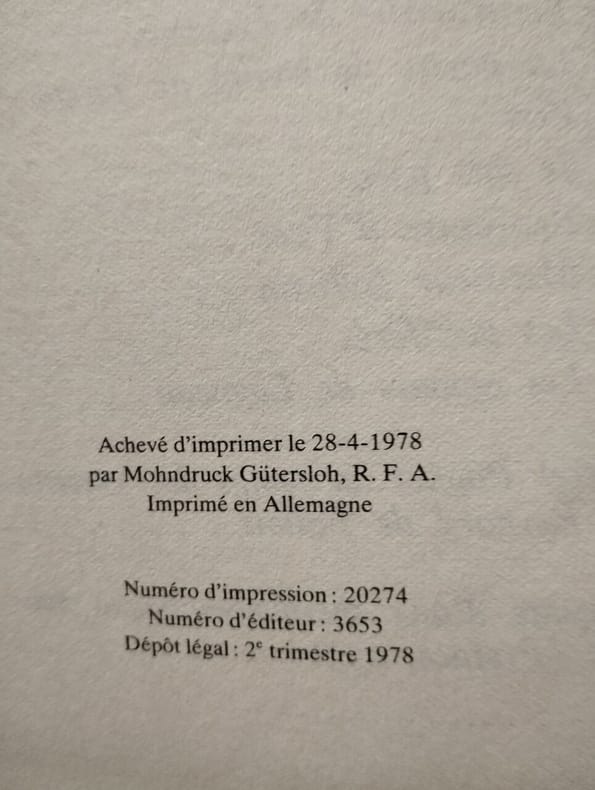 Achevé d'imprimer le 28-4-1978
par Mohndruck Gütersloh, R. F. A.
Imprimé en Allemagne
Numéro d'impression : 20274
Numéro d'éditeur : 3653
Dépôt légal : 2e trimestre 1978